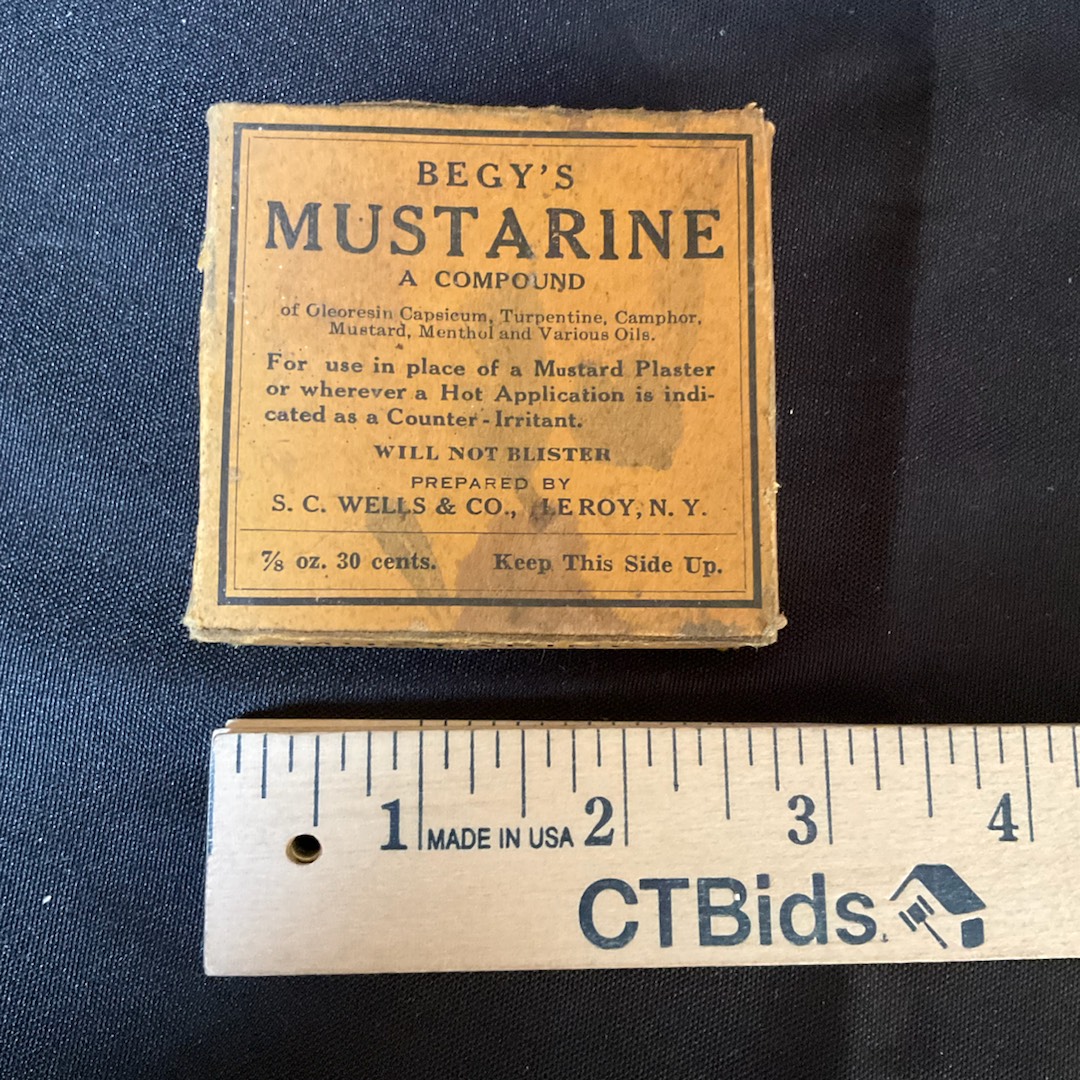 BEGY'S
MUSTARINE
A COMPOUND
of Oleoresin Capsicum, Turpentine, Camphor,
Mustard, Menthol and Various Oils.
For use in place of a Mustard Plaster
or wherever a Hot Application is indi-
cated as a Counter-Irritant.
WILL NOT BLISTER
PREPARED BY
S. C. WELLS & CO., LE ROY, N. Y.
⅞ oz. 30 cents. Keep This Side Up.
1 MADE IN USA 2 3 4
CTBids.